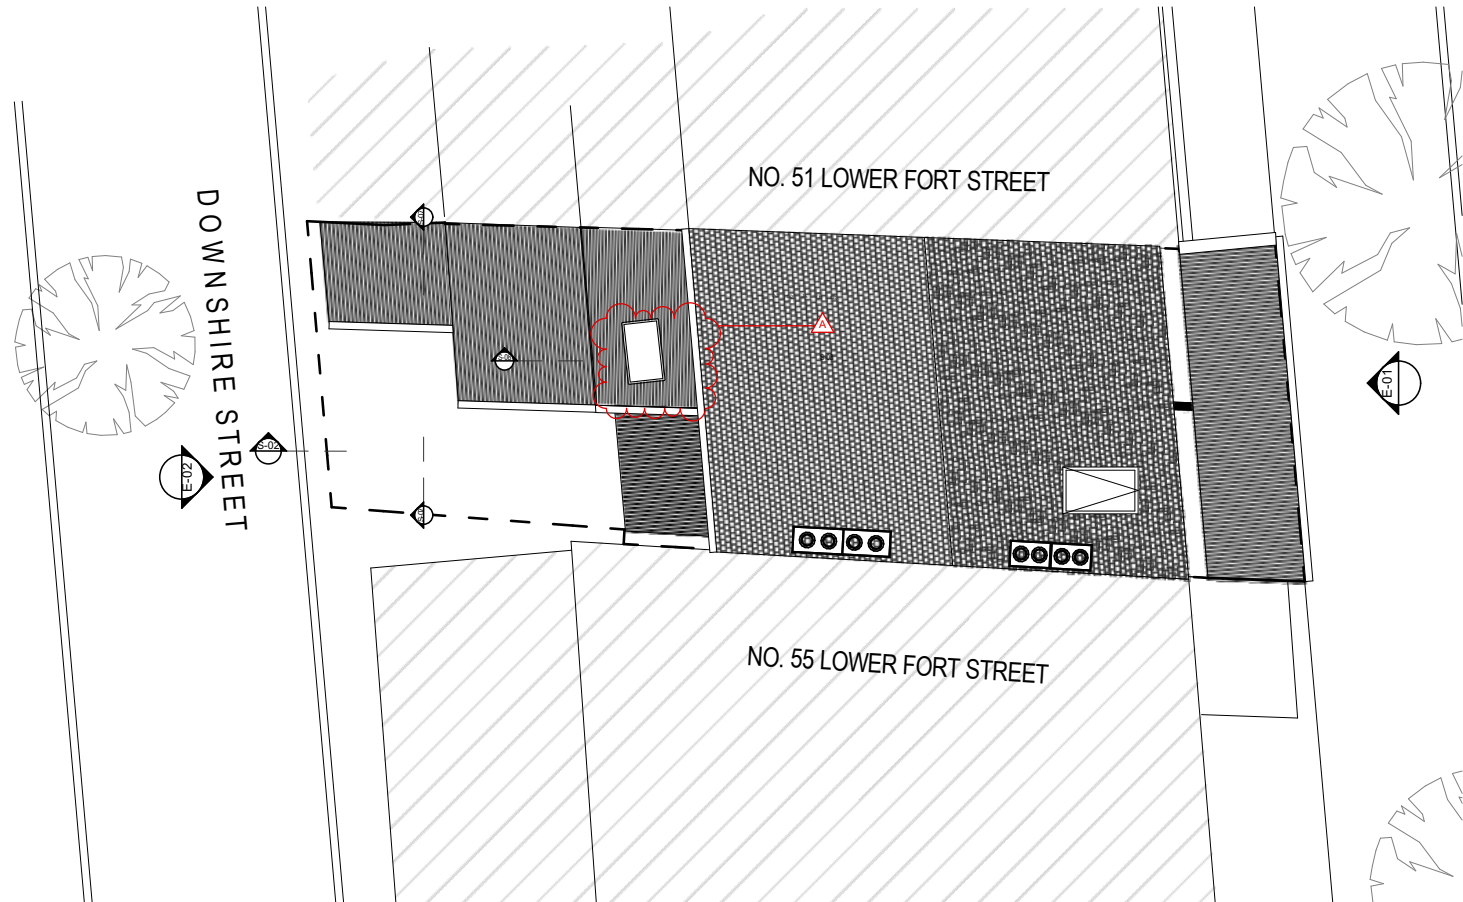 NO. 51 LOWER FORT STREET
DOWNSHIRE STREET
A
E-01
S-02
E-02
NO. 55 LOWER FORT STREET